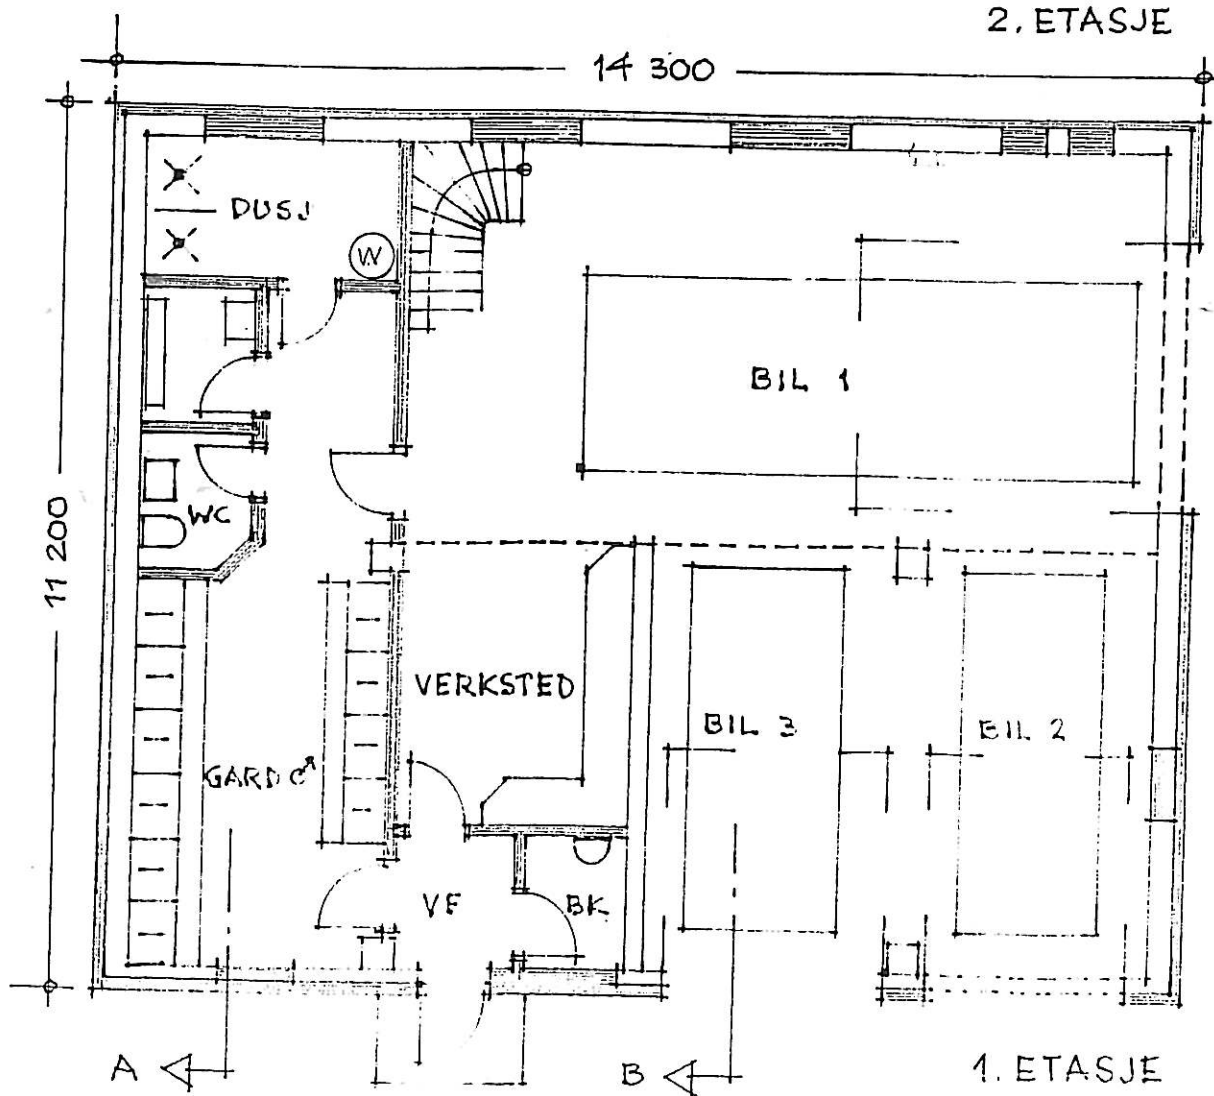 2. ETASJE
14 300
DUSJ
W
BIL 1
11 200
WC
VERKSTED
BIL 3
BIL 2
GARD ♂
VF
BK
A
B
1. ETASJE